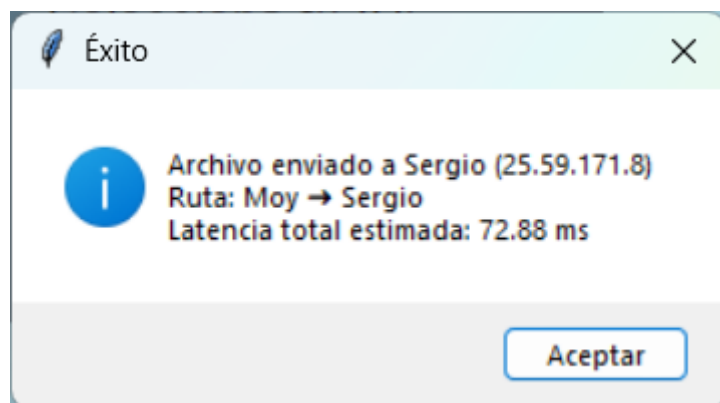 Éxito
Archivo enviado a Sergio (25.59.171.8)
Ruta: Moy → Sergio
Latencia total estimada: 72.88 ms
Aceptar